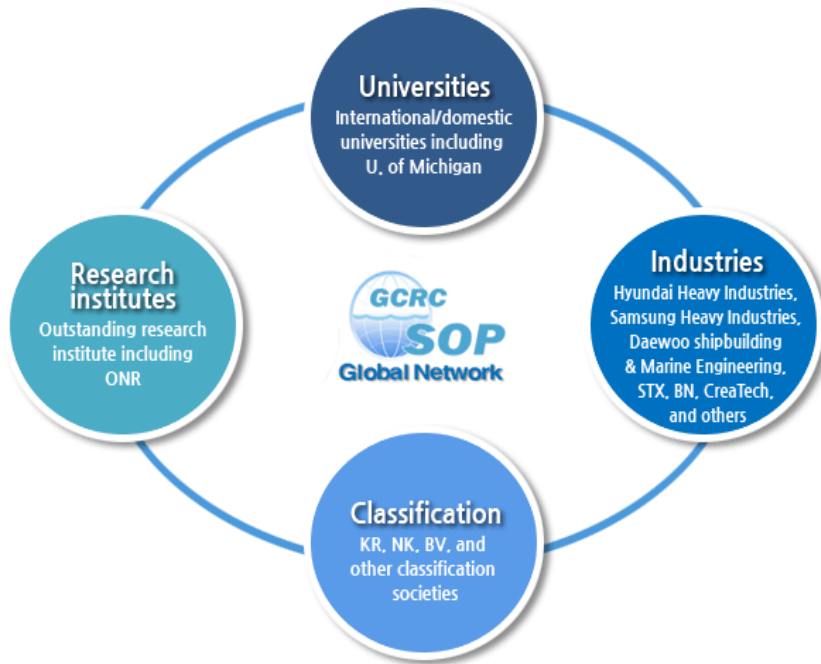 Universities
International/domestic
universities including
U. of Michigan
Research
institutes
Outstanding research
institute including
ONR
GCRC
SOP
Global Network
Industries
Hyundai Heavy Industries,
Samsung Heavy Industries,
Daewoo shipbuilding
& Marine Engineering,
STX, BN, CreaTech,
and others
Classification
KR, NK, BV, and
other classification
societies